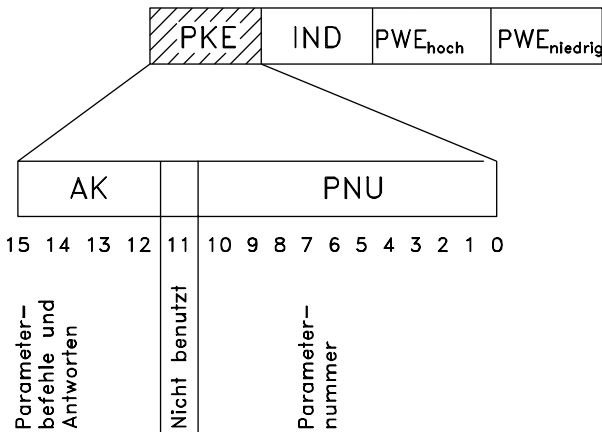 PKE IND PWEhoch PWEniedrig
AK PNU
15 14 13 12 11 10 9 8 7 6 5 4 3 2 1 0
Parameter-
befehle und
Antworten
Nicht benutzt
Parameter-
nummer